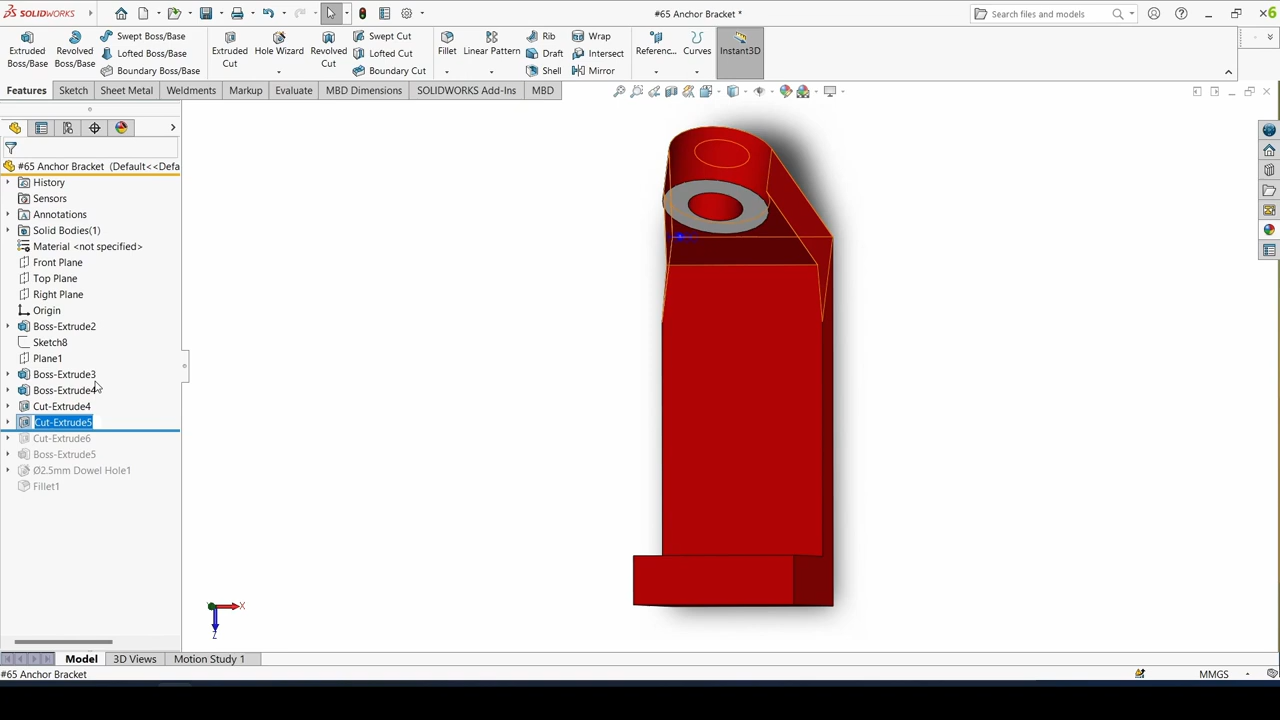 SOLIDWORKS
#65 Anchor Bracket *
Search files and models
Extruded Boss/Base
Revolved Boss/Base
Swept Boss/Base
Lofted Boss/Base
Boundary Boss/Base
Extruded Cut
Hole Wizard
Revolved Cut
Swept Cut
Lofted Cut
Boundary Cut
Fillet
Linear Pattern
Rib
Draft
Shell
Wrap
Intersect
Mirror
Referenc...
Curves
Instant3D
Features
Sketch
Sheet Metal
Weldments
Markup
Evaluate
MBD Dimensions
SOLIDWORKS Add-Ins
MBD
#65 Anchor Bracket (Default<<Defa
History
Sensors
Annotations
Solid Bodies(1)
Material <not specified>
Front Plane
Top Plane
Right Plane
Origin
Boss-Extrude2
Sketch8
Plane1
Boss-Extrude3
Boss-Extrude4
Cut-Extrude4
Cut-Extrude5
Cut-Extrude6
Boss-Extrude5
Ø2.5mm Dowel Hole1
Fillet1
X
Z
Model
3D Views
Motion Study 1
#65 Anchor Bracket
MMGS